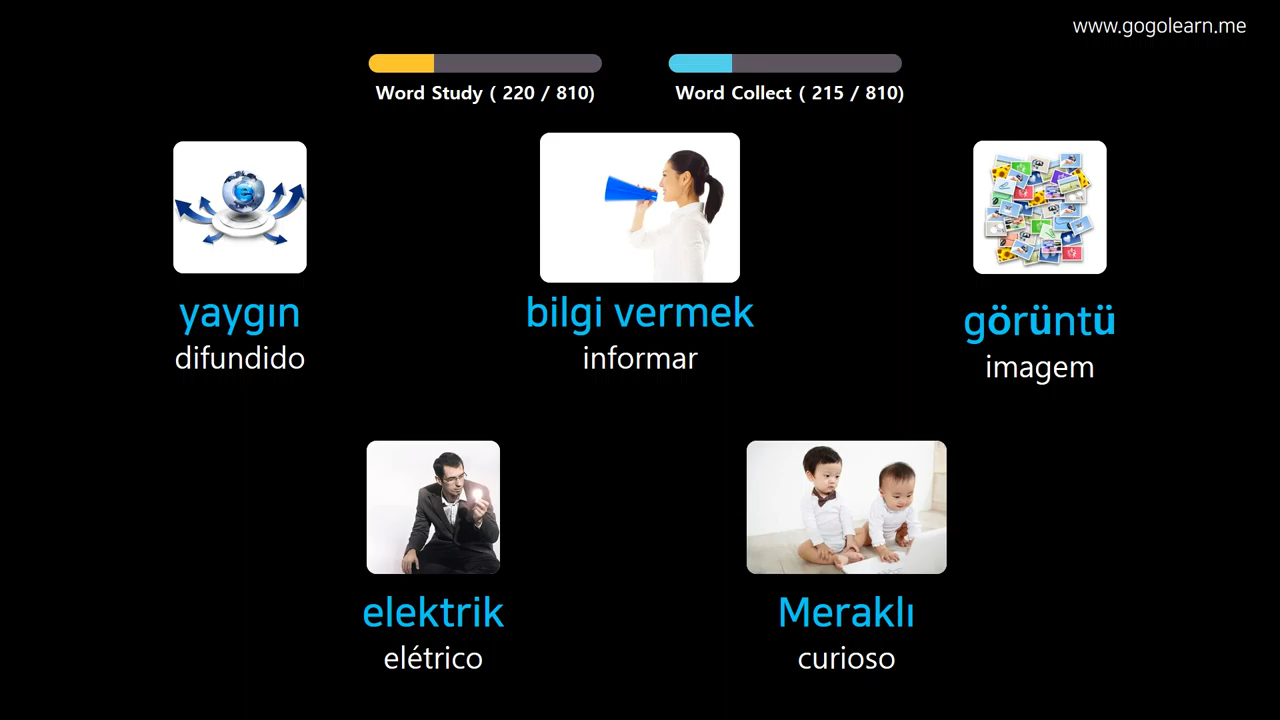 www.gogolearn.me
Word Study ( 220 / 810)
Word Collect ( 215 / 810)
yaygın
difundido
bilgi vermek
informar
görüntü
imagem
elektrik
elétrico
Meraklı
curioso